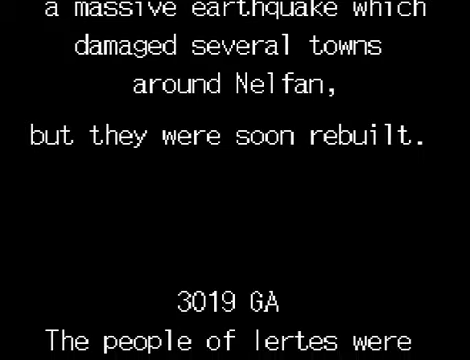 a massive earthquake which
damaged several towns
around Nelfan,
but they were soon rebuilt.
3019 GA
The people of Iertes were